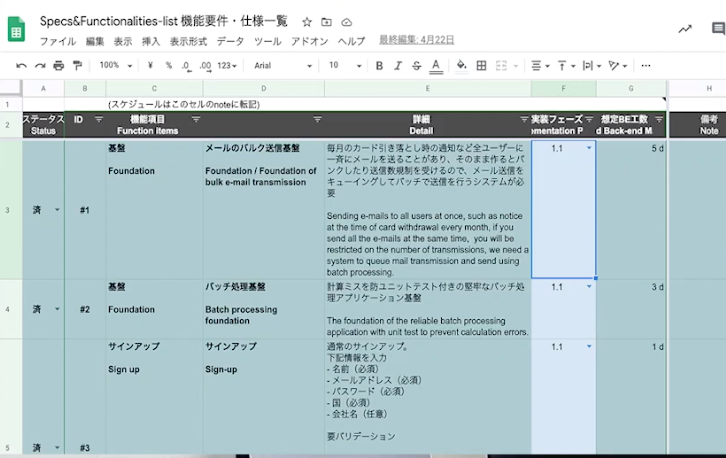 Specs&Functionalities-list 機能要件・仕様一覧
ファイル 編集 表示 挿入 表示形式 データ ツール アドオン ヘルプ 最終編集: 4月22日
100% ¥ % .0 .00 123 Arial 10 B I S A
A B C D E F G H
1 (スケジュールはこのセルのnoteに転記)
2 ステータス Status ID 機能項目 Function items 詳細 Detail 実装フェーズ ementation P 想定BE工数 d Back-end M 備考 Note
3 済 #1
基盤
Foundation
メールのバルク送信基盤
Foundation / Foundation of
bulk e-mail transmission
毎月のカード引き落とし時の通知など全ユーザーに
一斉にメールを送ることがあり、そのまま作るとバ
ンクしたり送信数規制を受けるので、メール送信を
キューイングしてバッチで送信を行うシステムが必
要
Sending e-mails to all users at once, such as notice
at the time of card withdrawal every month, if you
send all the e-mails at the same time, you will be
restricted on the number of transmissions, we need a
system to queue mail transmission and send using
batch processing.
1.1
5 d
4 済 #2
基盤
Foundation
バッチ処理基盤
Batch processing
foundation
計算ミスを防ユニットテスト付きの堅牢なバッチ処
理アプリケーション基盤
The foundation of the reliable batch processing
application with unit test to prevent calculation errors.
1.1
3 d
5 済 #3
サインアップ
Sign up
サインアップ
Sign-up
通常のサインアップ。
下記情報を入力
- 名前（必須）
- メールアドレス（必須）
- パスワード（必須）
- 国（必須）
- 会社名（任意）
要バリデーション
1.1
1 d